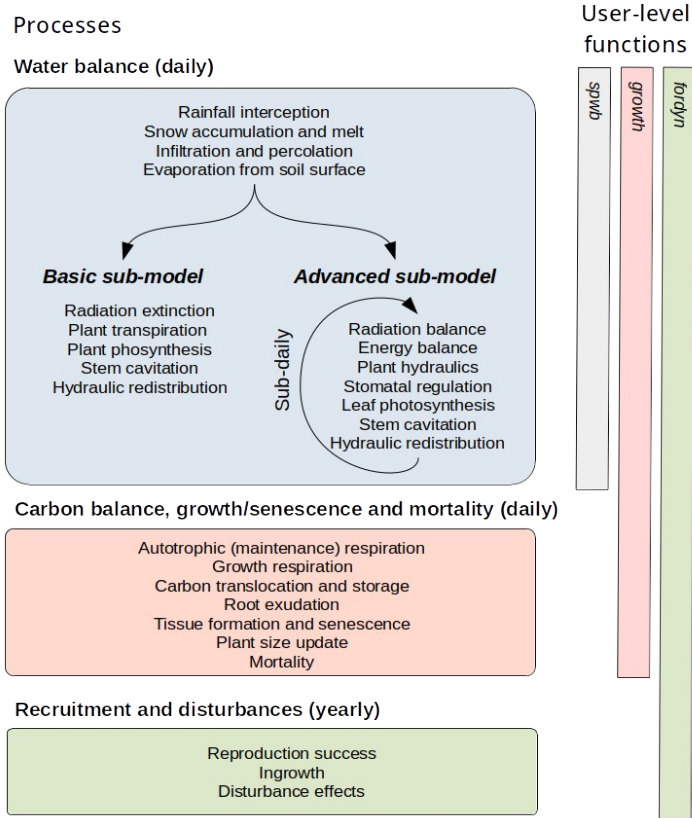 Processes
User-level
functions
Water balance (daily)
spwb
growth
fordyn
Rainfall interception
Snow accumulation and melt
Infiltration and percolation
Evaporation from soil surface
Basic sub-model
Radiation extinction
Plant transpiration
Plant phosynthesis
Stem cavitation
Hydraulic redistribution
Advanced sub-model
Sub-daily
Radiation balance
Energy balance
Plant hydraulics
Stomatal regulation
Leaf photosynthesis
Stem cavitation
Hydraulic redistribution
Carbon balance, growth/senescence and mortality (daily)
Autotrophic (maintenance) respiration
Growth respiration
Carbon translocation and storage
Root exudation
Tissue formation and senescence
Plant size update
Mortality
Recruitment and disturbances (yearly)
Reproduction success
Ingrowth
Disturbance effects